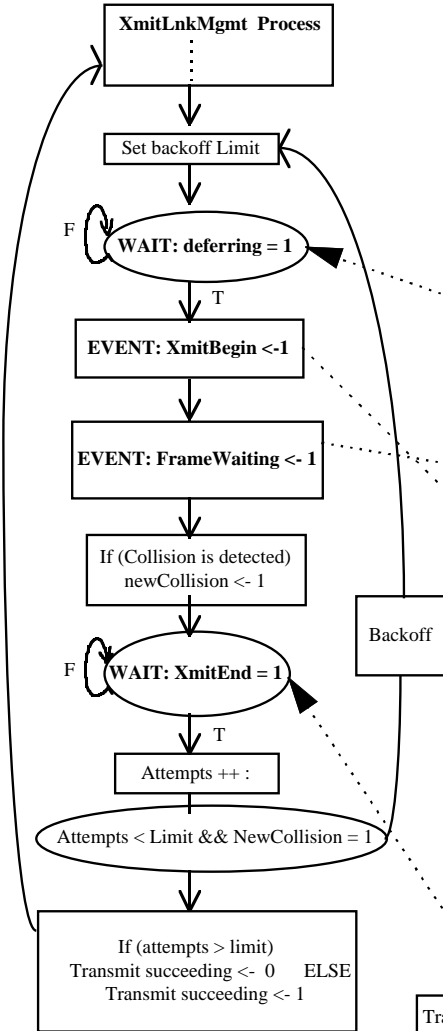 XmitLnkMgmt Process
Set backoff Limit
F
WAIT: deferring = 1
T
EVENT: XmitBegin <-1
EVENT: FrameWaiting <- 1
If (Collision is detected)
newCollision <- 1
Backoff
F
WAIT: XmitEnd = 1
T
Attempts ++ :
Attempts < Limit && NewCollision = 1
If (attempts > limit)
Transmit succeeding <- 0 ELSE
Transmit succeeding <- 1